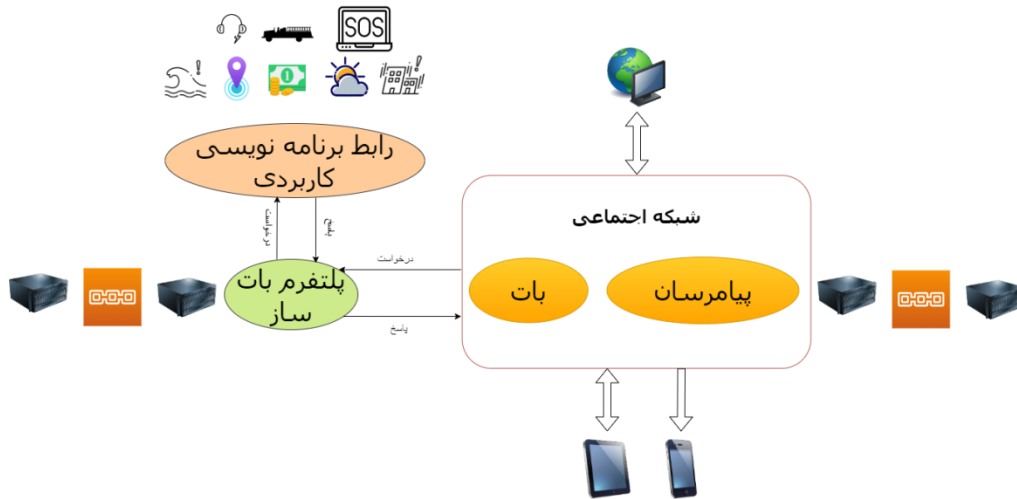 SOS
رابط برنامه نویسی
کاربردی
درخواست
پاسخ
شبکه اجتماعی
پلتفرم بات
ساز
درخواست
پاسخ
بات
پیامرسان